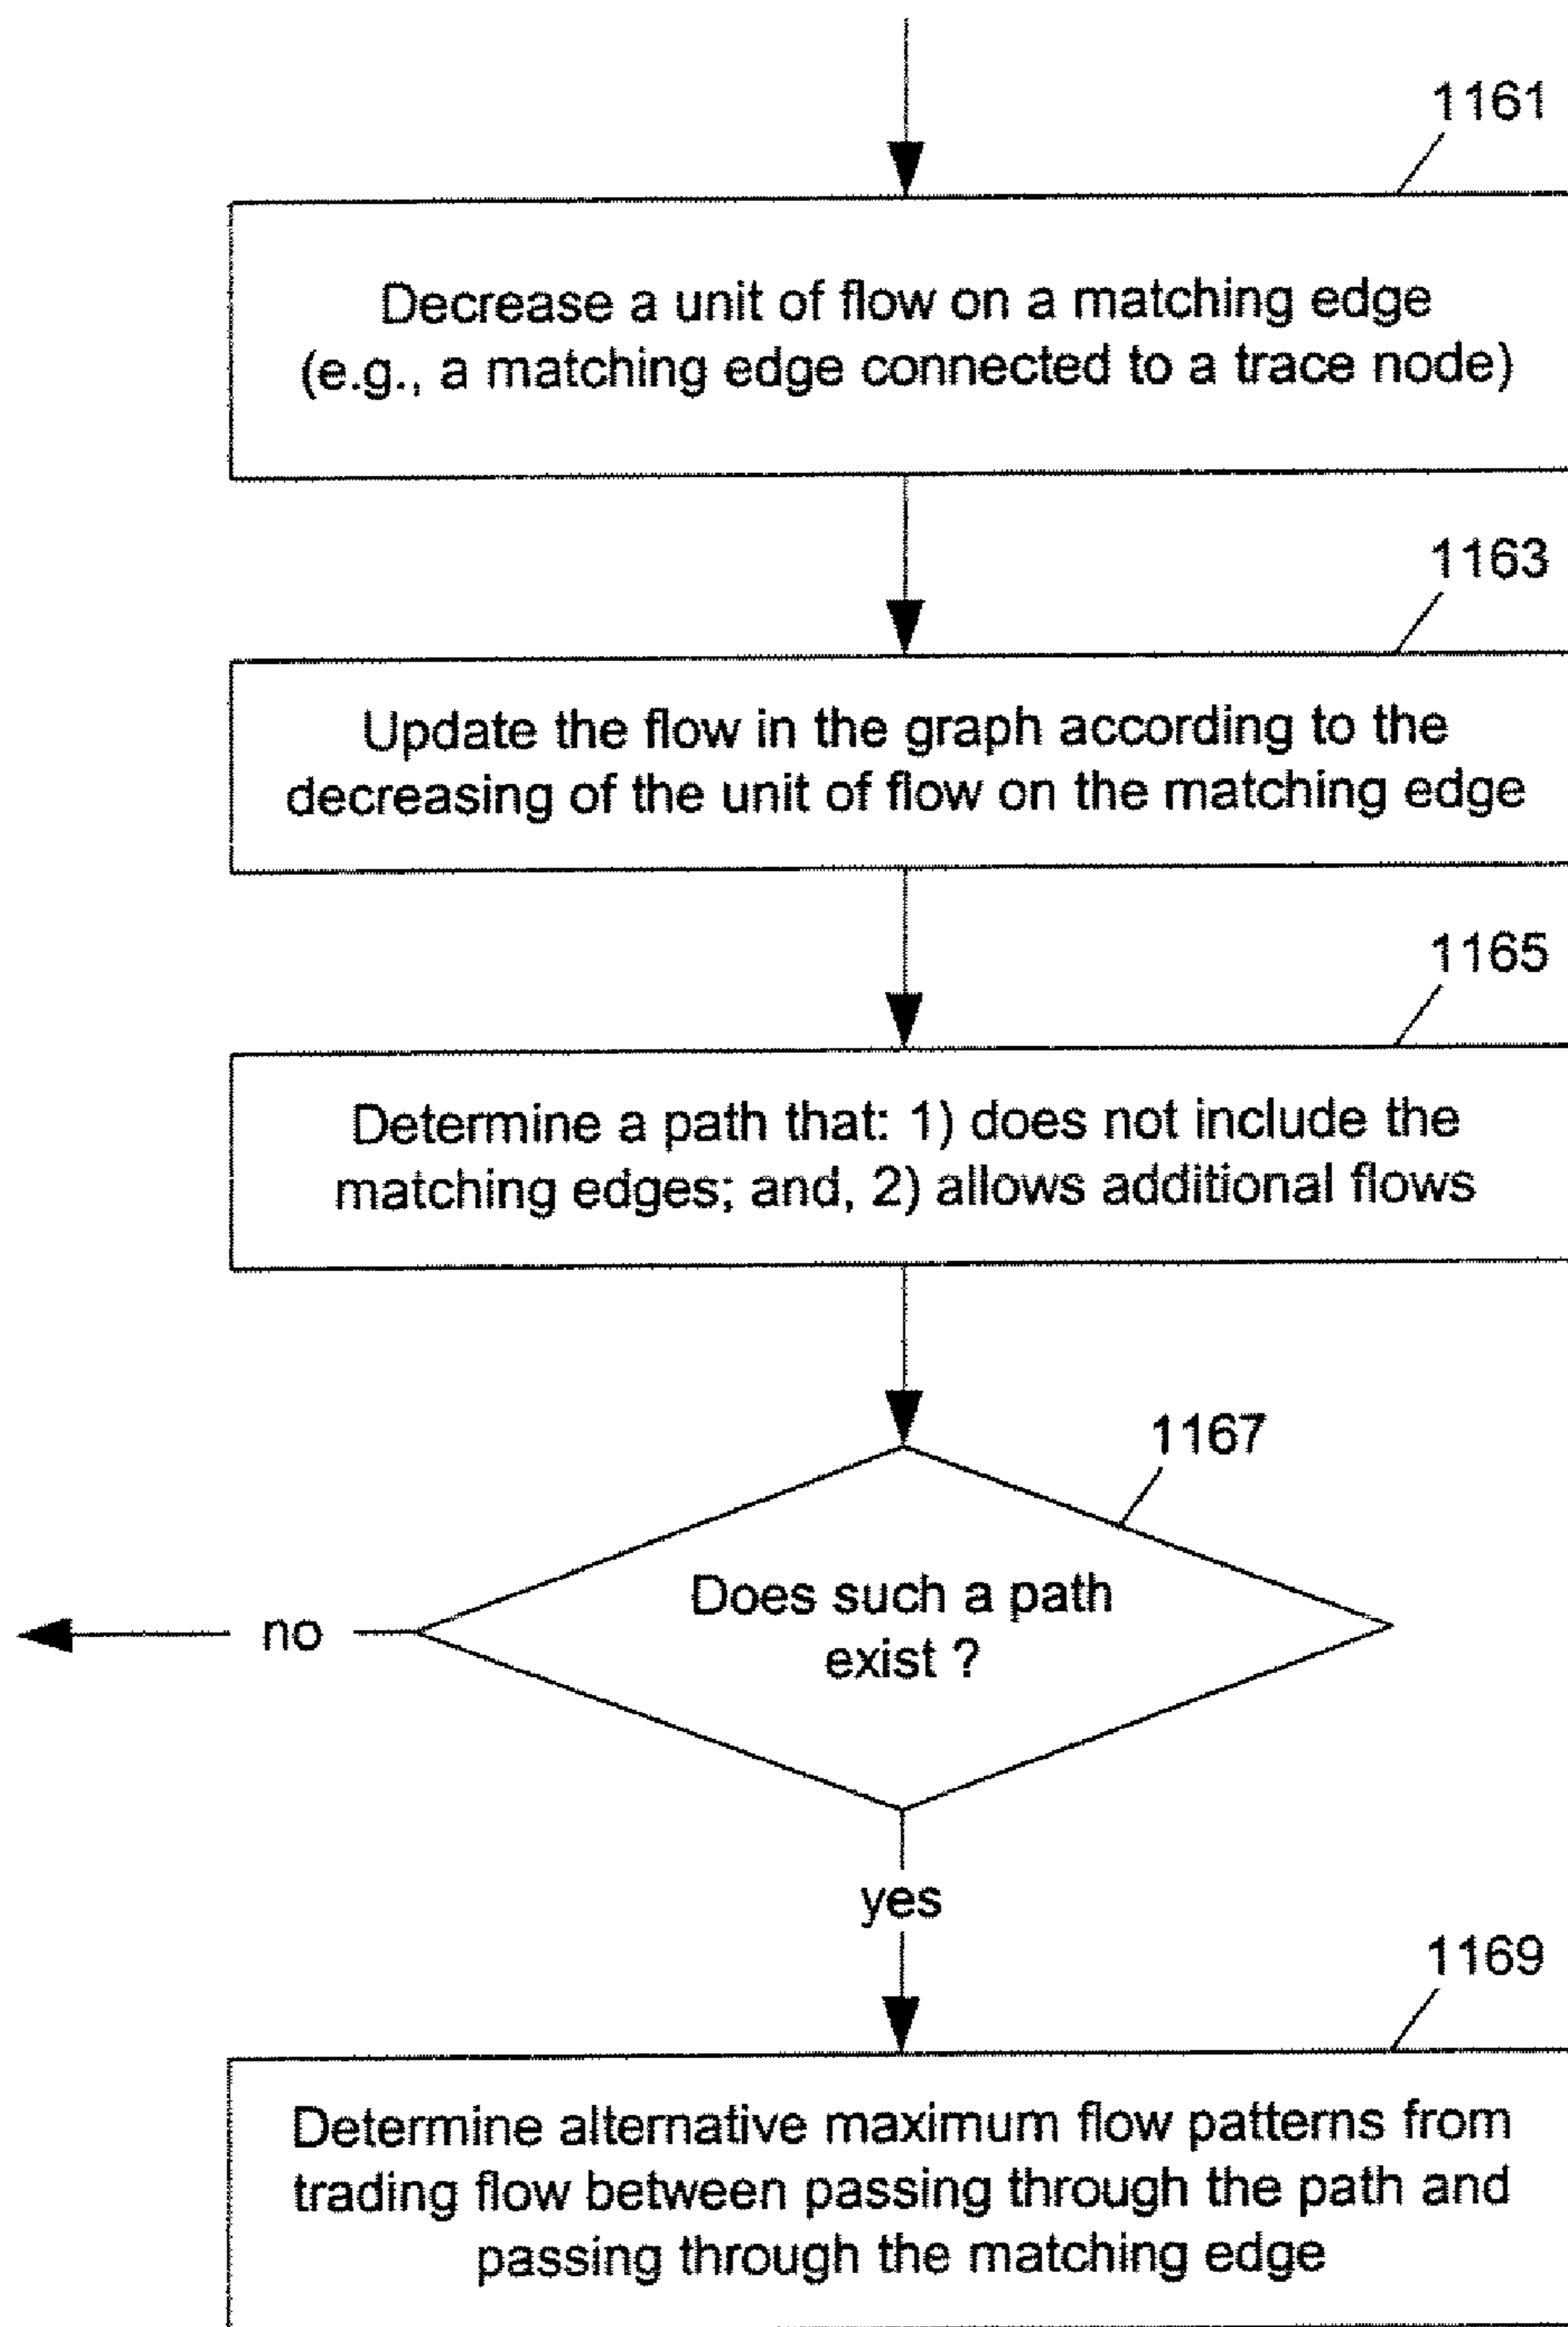 1161
Decrease a unit of flow on a matching edge
(e.g., a matching edge connected to a trace node)
1163
Update the flow in the graph according to the
decreasing of the unit of flow on the matching edge
1165
Determine a path that: 1) does not include the
matching edges; and, 2) allows additional flows
1167
Does such a path
exist ?
no
yes
1169
Determine alternative maximum flow patterns from
trading flow between passing through the path and
passing through the matching edge